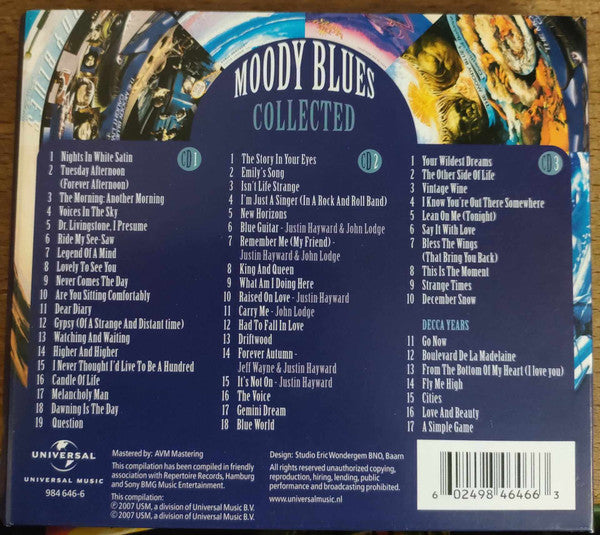 MOODY BLUES
COLLECTED
CD 1
1 Nights In White Satin
2 Tuesday Afternoon
(Forever Afternoon)
3 The Morning: Another Morning
4 Voices In The Sky
5 Dr. Livingstone, I Presume
6 Ride My See-Saw
7 Legend Of A Mind
8 Lovely To See You
9 Never Comes The Day
10 Are You Sitting Comfortably
11 Dear Diary
12 Gypsy (Of A Strange And Distant time)
13 Watching And Waiting
14 Higher And Higher
15 I Never Thought I'd Live To Be A Hundred
16 Candle Of Life
17 Melancholy Man
18 Dawning Is The Day
19 Question
CD 2
1 The Story In Your Eyes
2 Emily's Song
3 Isn't Life Strange
4 I'm Just A Singer (In A Rock And Roll Band)
5 New Horizons
6 Blue Guitar - Justin Hayward & John Lodge
7 Remember Me (My Friend) -
Justin Hayward & John Lodge
8 King And Queen
9 What Am I Doing Here
10 Raised On Love - Justin Hayward
11 Carry Me - John Lodge
12 Had To Fall In Love
13 Driftwood
14 Forever Autumn -
Jeff Wayne & Justin Hayward
15 It's Not On - Justin Hayward
16 The Voice
17 Gemini Dream
18 Blue World
CD 3
1 Your Wildest Dreams
2 The Other Side Of Life
3 Vintage Wine
4 I Know You're Out There Somewhere
5 Lean On Me (Tonight)
6 Say It With Love
7 Bless The Wings
(That Bring You Back)
8 This Is The Moment
9 Strange Times
10 December Snow
DECCA YEARS
11 Go Now
12 Boulevard De La Madelaine
13 From The Bottom Of My Heart (I love you)
14 Fly Me High
15 Cities
16 Love And Beauty
17 A Simple Game
UNIVERSAL
UNIVERSAL MUSIC
984 646-6
Mastered by: AVM Mastering
This compilation has been compiled in friendly
association with Repertoire Records, Hamburg
and Sony BMG Music Entertainment.
This compilation:
℗ 2007 USM, a division of Universal Music B.V.
© 2007 USM, a division of Universal Music B.V.
Design: Studio Eric Wondergem BNO, Baarn
All rights reserved unauthorized copying,
reproduction, hiring, lending, public
performance and broadcasting prohibited.
www.universalmusic.nl
6 02498 46466 3